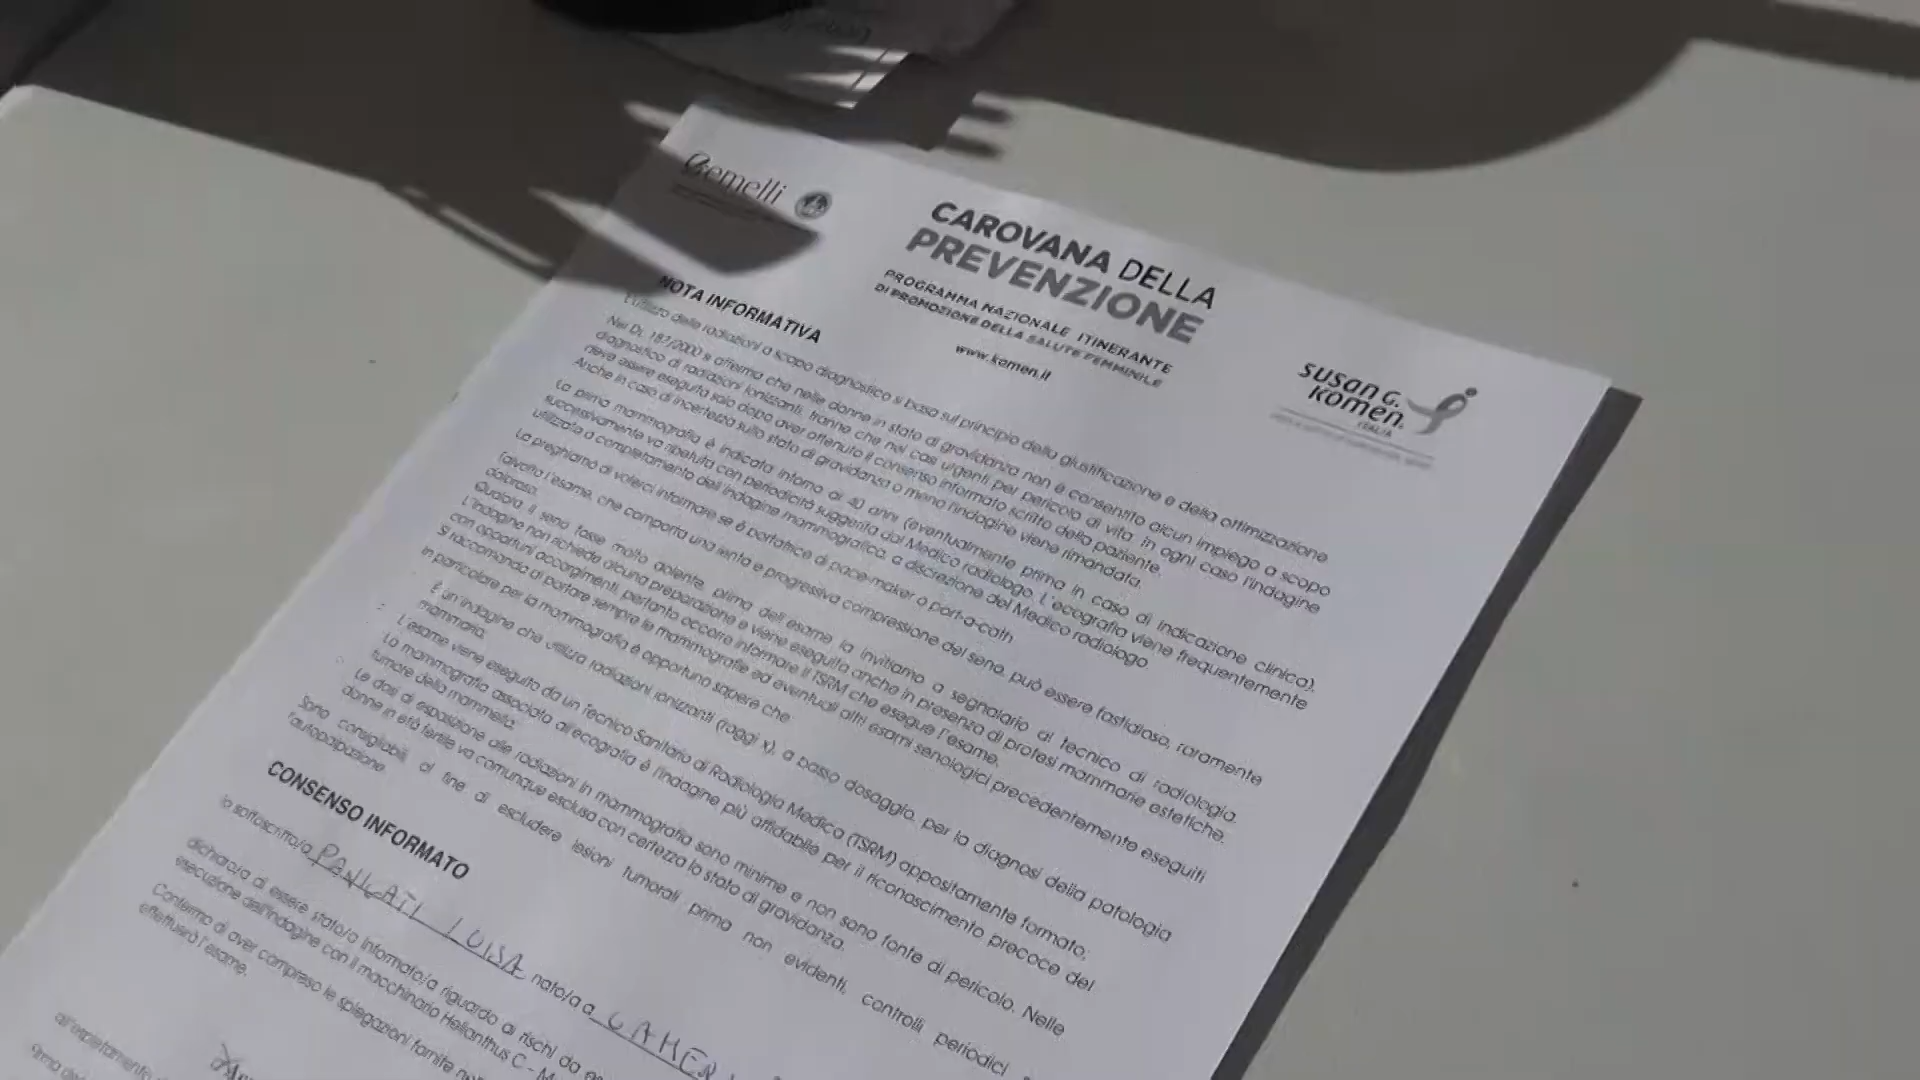 Gemelli
CAROVANA DELLA
PREVENZIONE
PROGRAMMA NAZIONALE ITINERANTE
DI PROMOZIONE DELLA SALUTE FEMMINILE
www.komen.it
susan G.
komen.
ITALIA
NOTA INFORMATIVA
L'utilizzo delle radiazioni a scopo diagnostico si basa sul principio della giustificazione e della ottimizzazione
Nel DL 187/2000 si afferma che nelle donne in stato di gravidanza non è consentito alcun impiego a scopo
diagnostico di radiazioni ionizzanti, tranne che nei casi urgenti per pericolo di vita. In ogni caso l'indagine
deve essere eseguita solo dopo aver ottenuto il consenso informato scritto della paziente.
Anche in caso di incertezza sullo stato di gravidanza o meno l'indagine viene rimandata.
La prima mammografia è indicata intorno ai 40 anni (eventualmente prima in caso di indicazione clinica),
successivamente va ripetuta con periodicità suggerita dal Medico radiologo. L'ecografia viene frequentemente
utilizzata a completamento dell'indagine mammografica, a discrezione del Medico radiologo
La preghiamo di volerci informare se è portatrice di pace-maker o port-a-cath
Talvolta l'esame, che comporta una lenta e progressiva compressione del seno, può essere fastidioso, raramente
doloroso.
Qualora il seno fosse molto dolente, prima dell'esame la invitiamo a segnalarlo al tecnico di radiologia.
L'indagine non richiede alcuna preparazione e viene eseguita anche in presenza di protesi mammarie estetiche,
con opportuni accorgimenti, pertanto occorre informare il TSRM che esegue l'esame.
Si raccomanda di portare sempre le mammografie ed eventuali altri esami senologici precedentemente eseguiti
In particolare per la mammografia è opportuno sapere che:
È un'indagine che utilizza radiazioni ionizzanti (raggi x), a basso dosaggio, per la diagnosi della patologia
mammaria.
L'esame viene eseguito da un Tecnico Sanitario di Radiologia Medica (TSRM) appositamente formato;
La mammografia associata all'ecografia è l'indagine più affidabile per il riconoscimento precoce del
tumore della mammella.
Le dosi di esposizione alle radiazioni in mammografia sono minime e non sono fonte di pericolo. Nelle
donne in età fertile va comunque esclusa con certezza lo stato di gravidanza.
Sono consigliabili, al fine di escludere lesioni tumorali prima non evidenti, controlli periodici
l'autopalpazione.
CONSENSO INFORMATO
Io sottoscritto/a PANICATI LUISA nato/a a CAMER
dichiaro/a di essere stato/a informato/a riguardo ai rischi
esecuzione dell'indagine con il macchinario Helianthus C -
Confermo di aver compreso le spiegazioni fornite
effettuerò l'esame.
all'espletamento